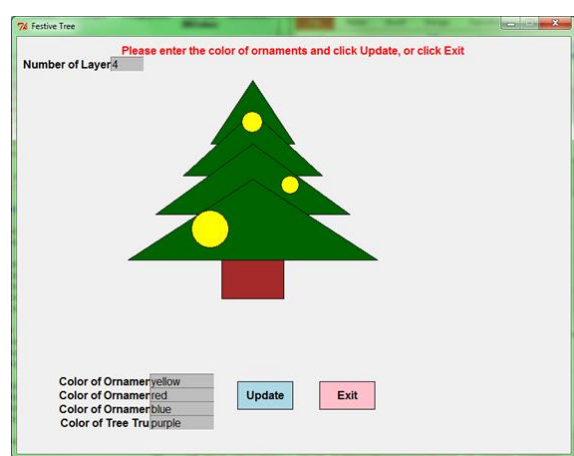 Festive Tree
Please enter the color of ornaments and click Update, or click Exit
Number of Layer 4
Color of Ornamer yellow
Color of Ornamer red
Color of Ornamer blue
Color of Tree Tru purple
Update
Exit